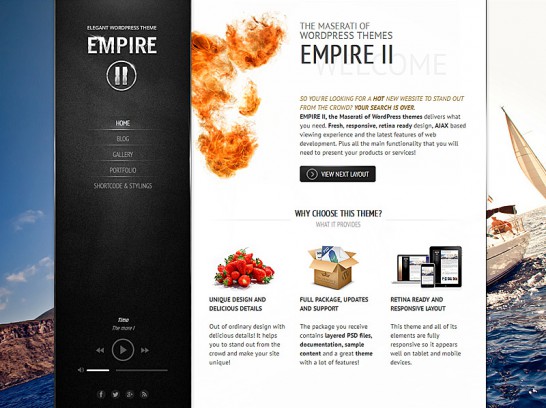 ELEGANT WORDPRESS THEME
EMPIRE
II
HOME
BLOG
GALLERY
PORTFOLIO
SHORTCODE & STYLINGS
Time
The more I
THE MASERATI OF
WORDPRESS THEMES
EMPIRE II
WELCOME
SO YOU'RE LOOKING FOR A HOT NEW WEBSITE TO STAND OUT
FROM THE CROWD? YOUR SEARCH IS OVER.
EMPIRE II, the Maserati of WordPress themes delivers what
you need. Fresh, responsive, retina ready design, AJAX based
viewing experience and the latest features of web
development. Plus all the main functionality that you will
need to present your products or services!
VIEW NEXT LAYOUT
WHY CHOOSE THIS THEME?
WHAT IT PROVIDES
UNIQUE DESIGN AND
DELICIOUS DETAILS
Out of ordinary design with
delicious details! It helps
you to stand out from the
crowd and make your site
unique!
FULL PACKAGE, UPDATES
AND SUPPORT
The package you receive
contains layered PSD files,
documentation, sample
content and a great theme
with a lot of features!
RETINA READY AND
RESPONSIVE LAYOUT
This theme and all of its
elements are fully
responsive so it appears
well on tablet and mobile
devices.